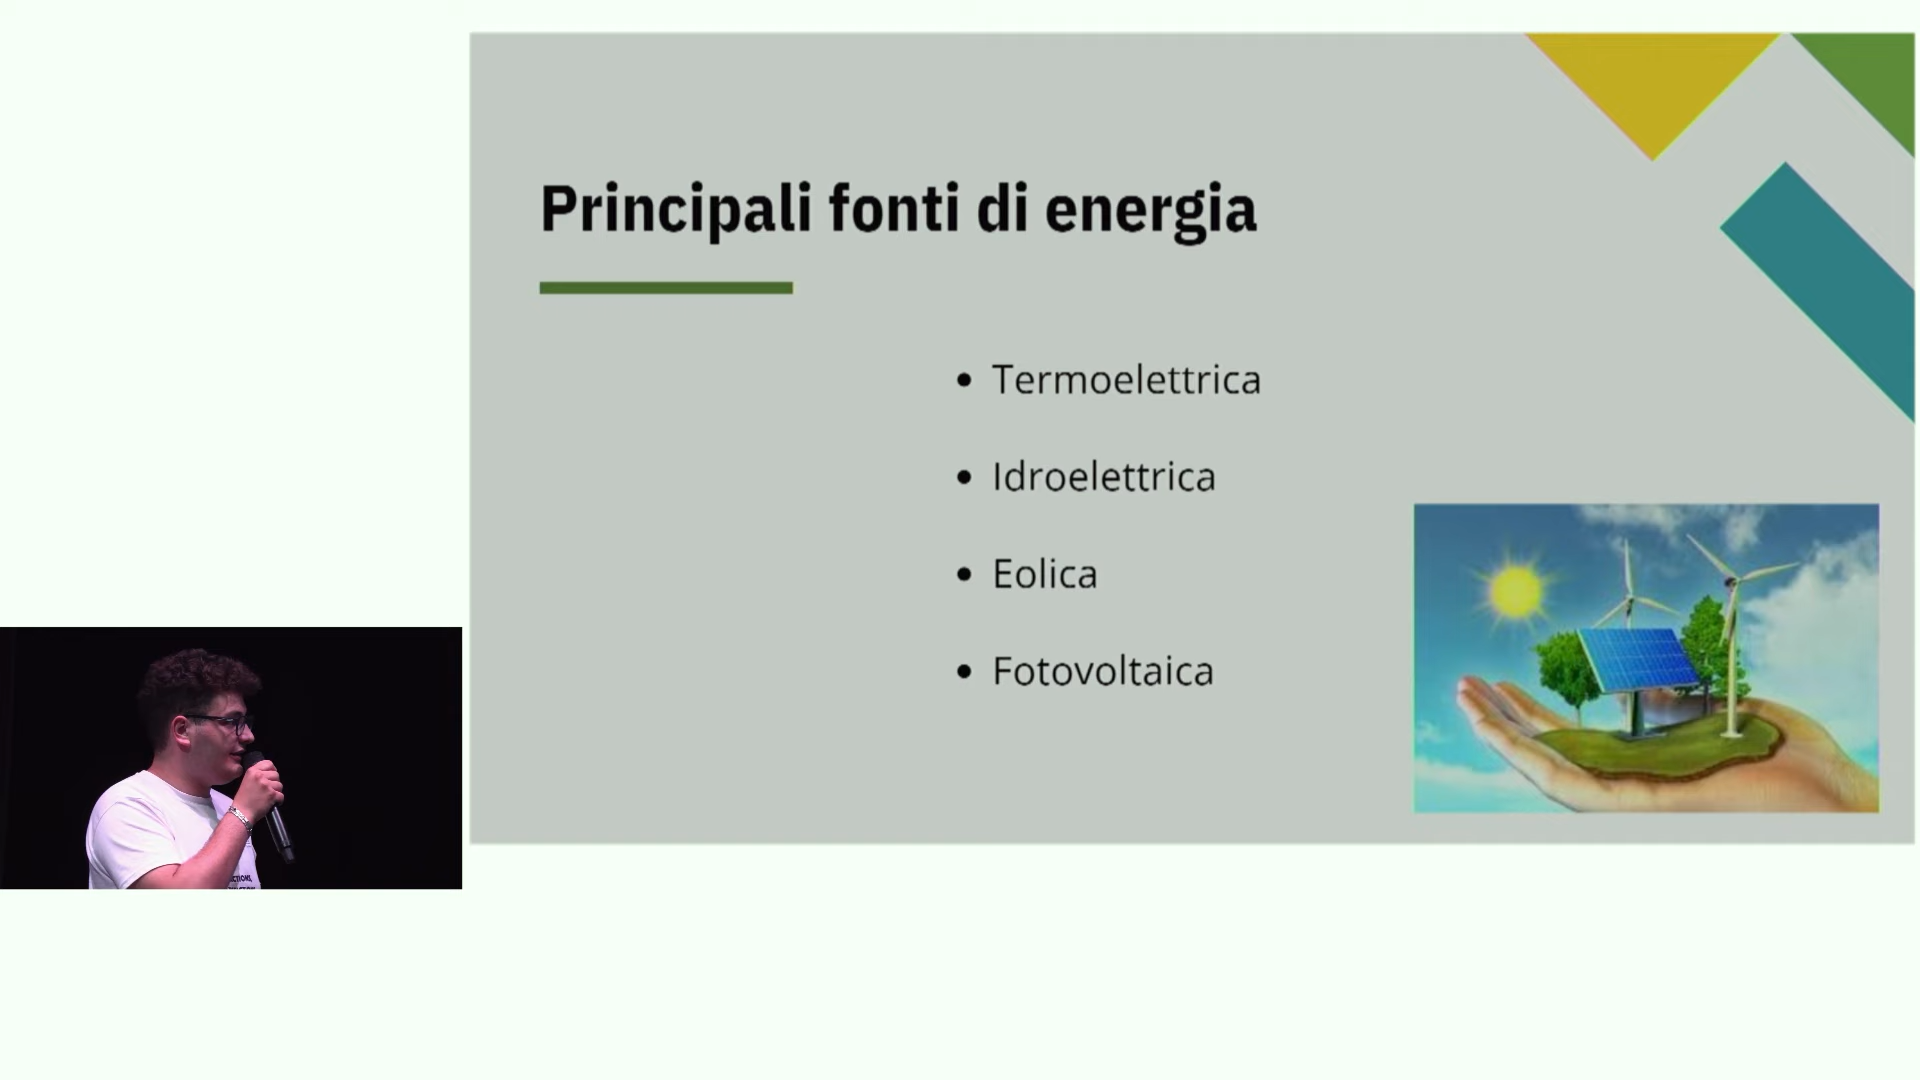 Principali fonti di energia
Termoelettrica
Idroelettrica
Eolica
Fotovoltaica